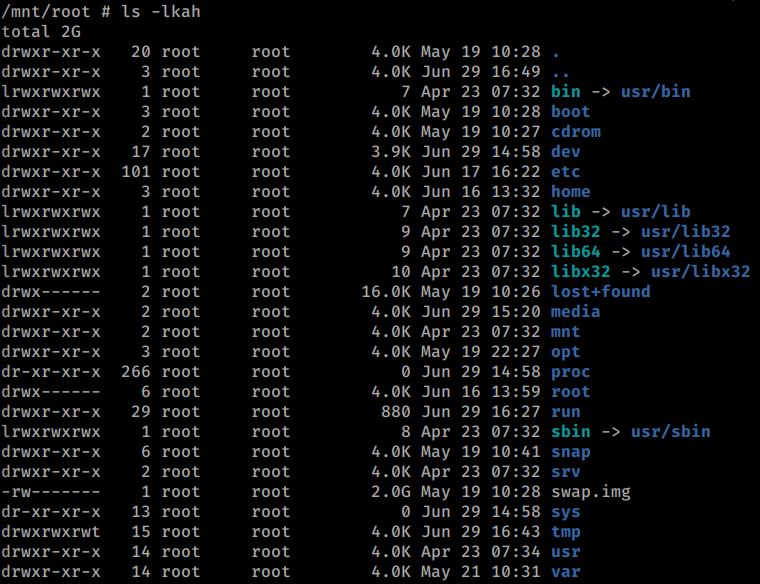 /mnt/root # ls -lkah
total 2G
drwxr-xr-x   20 root     root        4.0K May 19 10:28 .
drwxr-xr-x    3 root     root        4.0K Jun 29 16:49 ..
lrwxrwxrwx    1 root     root           7 Apr 23 07:32 bin -> usr/bin
drwxr-xr-x    3 root     root        4.0K May 19 10:28 boot
drwxr-xr-x    2 root     root        4.0K May 19 10:27 cdrom
drwxr-xr-x   17 root     root        3.9K Jun 29 14:58 dev
drwxr-xr-x  101 root     root        4.0K Jun 17 16:22 etc
drwxr-xr-x    3 root     root        4.0K Jun 16 13:32 home
lrwxrwxrwx    1 root     root           7 Apr 23 07:32 lib -> usr/lib
lrwxrwxrwx    1 root     root           9 Apr 23 07:32 lib32 -> usr/lib32
lrwxrwxrwx    1 root     root           9 Apr 23 07:32 lib64 -> usr/lib64
lrwxrwxrwx    1 root     root          10 Apr 23 07:32 libx32 -> usr/libx32
drwx------    2 root     root       16.0K May 19 10:26 lost+found
drwxr-xr-x    2 root     root        4.0K Jun 29 15:20 media
drwxr-xr-x    2 root     root        4.0K Apr 23 07:32 mnt
drwxr-xr-x    3 root     root        4.0K May 19 22:27 opt
dr-xr-xr-x  266 root     root           0 Jun 29 14:58 proc
drwx------    6 root     root        4.0K Jun 16 13:59 root
drwxr-xr-x   29 root     root         880 Jun 29 16:27 run
lrwxrwxrwx    1 root     root           8 Apr 23 07:32 sbin -> usr/sbin
drwxr-xr-x    6 root     root        4.0K May 19 10:41 snap
drwxr-xr-x    2 root     root        4.0K Apr 23 07:32 srv
-rw-------    1 root     root        2.0G May 19 10:28 swap.img
dr-xr-xr-x   13 root     root           0 Jun 29 14:58 sys
drwxrwxrwt   15 root     root        4.0K Jun 29 16:43 tmp
drwxr-xr-x   14 root     root        4.0K Apr 23 07:34 usr
drwxr-xr-x   14 root     root        4.0K May 21 10:31 var